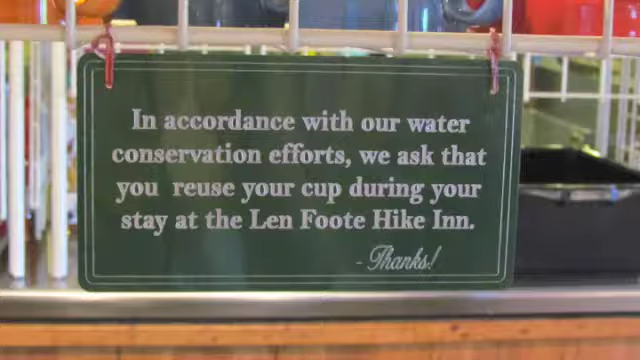 In accordance with our water
conservation efforts, we ask that
you reuse your cup during your
stay at the Len Foote Hike Inn.
- Thanks!